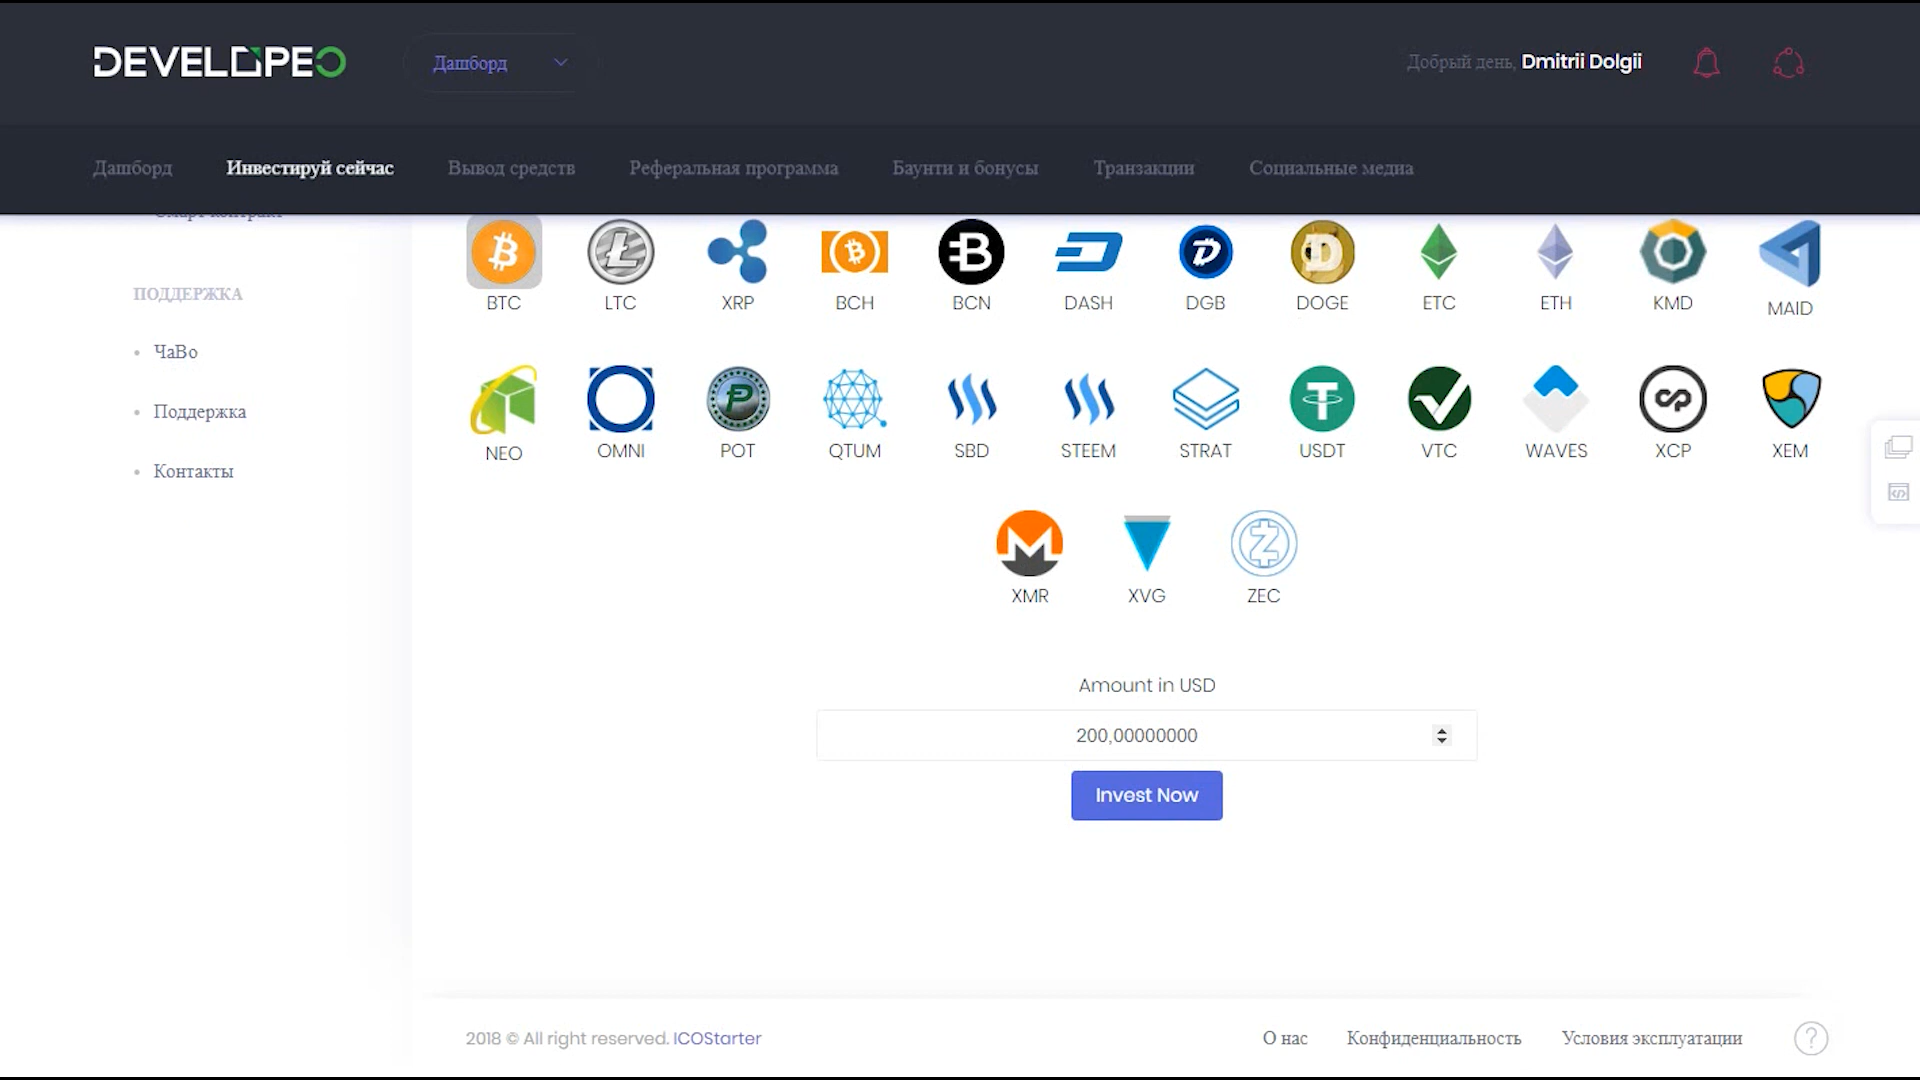 DEVELOPEO
Дашборд
Добрый день, Dmitrii Dolgii
Дашборд Инвестируй сейчас Вывод средств Реферальная программа Баунти и бонусы Транзакции Социальные медиа
Смарт контракт
ПОДДЕРЖКА
ЧаВо
Поддержка
Контакты
BTC LTC XRP BCH BCN DASH DGB DOGE ETC ETH KMD MAID
NEO OMNI POT QTUM SBD STEEM STRAT USDT VTC WAVES XCP XEM
XMR XVG ZEC
Amount in USD
200,00000000
Invest Now
2018 © All right reserved. ICOStarter
О нас Конфиденциальность Условия эксплуатации